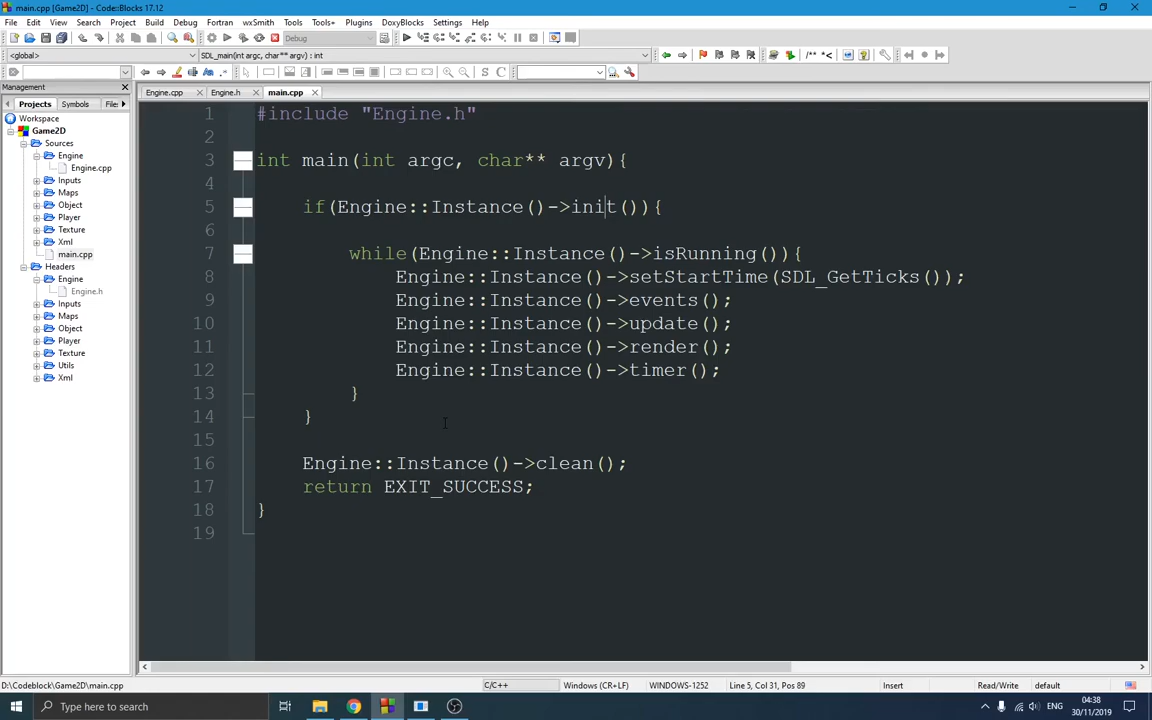 main.cpp [Game2D] - Code::Blocks 17.12
File Edit View Search Project Build Debug Fortran wxSmith Tools Tools+ Plugins DoxyBlocks Settings Help
Debug
<global> SDL_main(int argc, char** argv) : int
S C
/** *<
Management
Projects Symbols File
Engine.cpp Engine.h main.cpp
Workspace
Game2D
Sources
Engine
Engine.cpp
Inputs
Maps
Object
Player
Texture
Xml
main.cpp
Headers
Engine
Engine.h
Inputs
Maps
Object
Player
Texture
Utils
Xml
1 #include "Engine.h"
2
3 int main(int argc, char** argv){
4
5 if(Engine::Instance()->init()){
6
7 while(Engine::Instance()->isRunning()){
8 Engine::Instance()->setStartTime(SDL_GetTicks());
9 Engine::Instance()->events();
10 Engine::Instance()->update();
11 Engine::Instance()->render();
12 Engine::Instance()->timer();
13 }
14 }
15
16 Engine::Instance()->clean();
17 return EXIT_SUCCESS;
18 }
19
D:\Codeblock\Game2D\main.cpp C/C++ Windows (CR+LF) WINDOWS-1252 Line 5, Col 31, Pos 89 Insert Read/Write default
Type here to search
ENG
04:38
30/11/2019